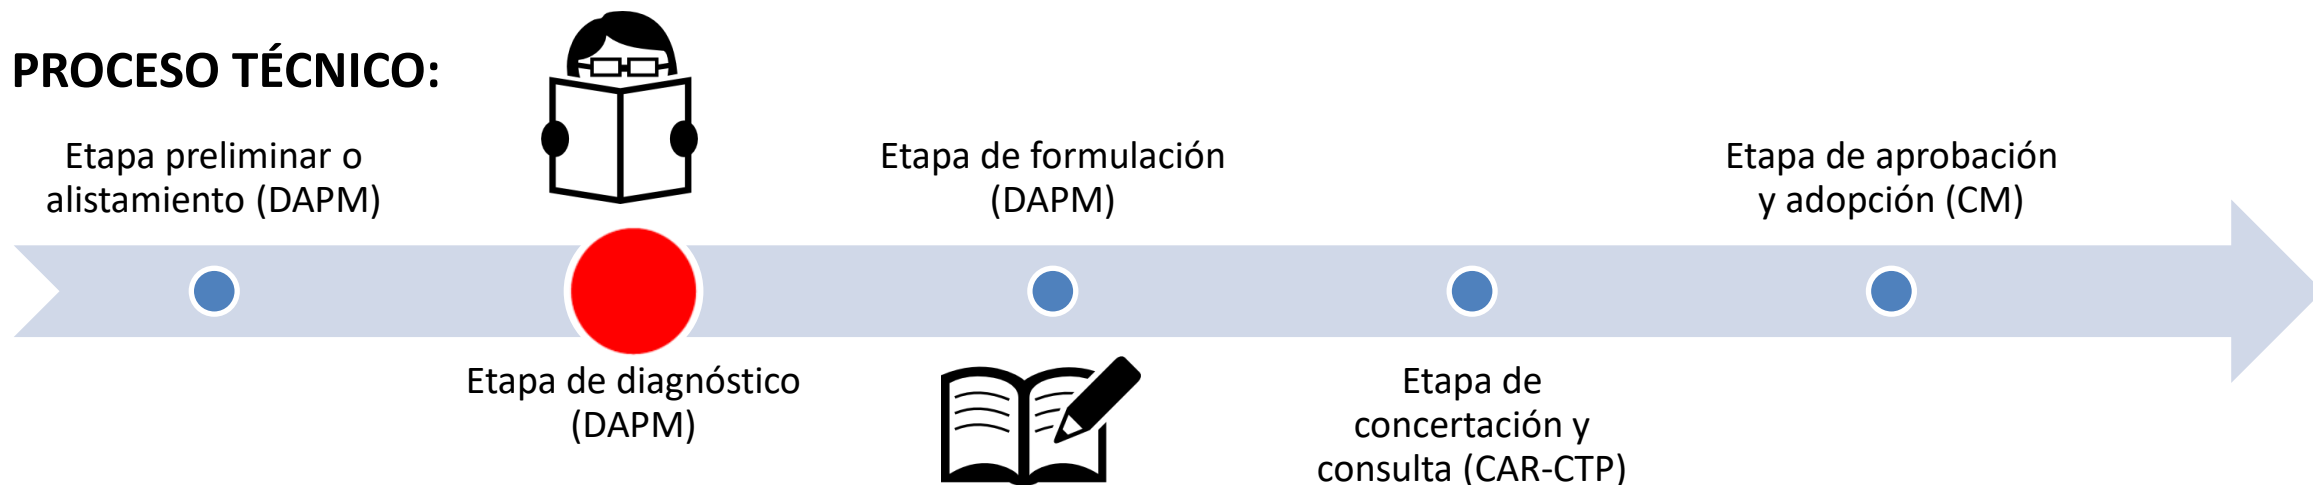 PROCESO TÉCNICO:
Etapa preliminar o
alistamiento (DAPM)
Etapa de diagnóstico
(DAPM)
Etapa de formulación
(DAPM)
Etapa de
concertación y
consulta (CAR-CTP)
Etapa de aprobación
y adopción (CM)